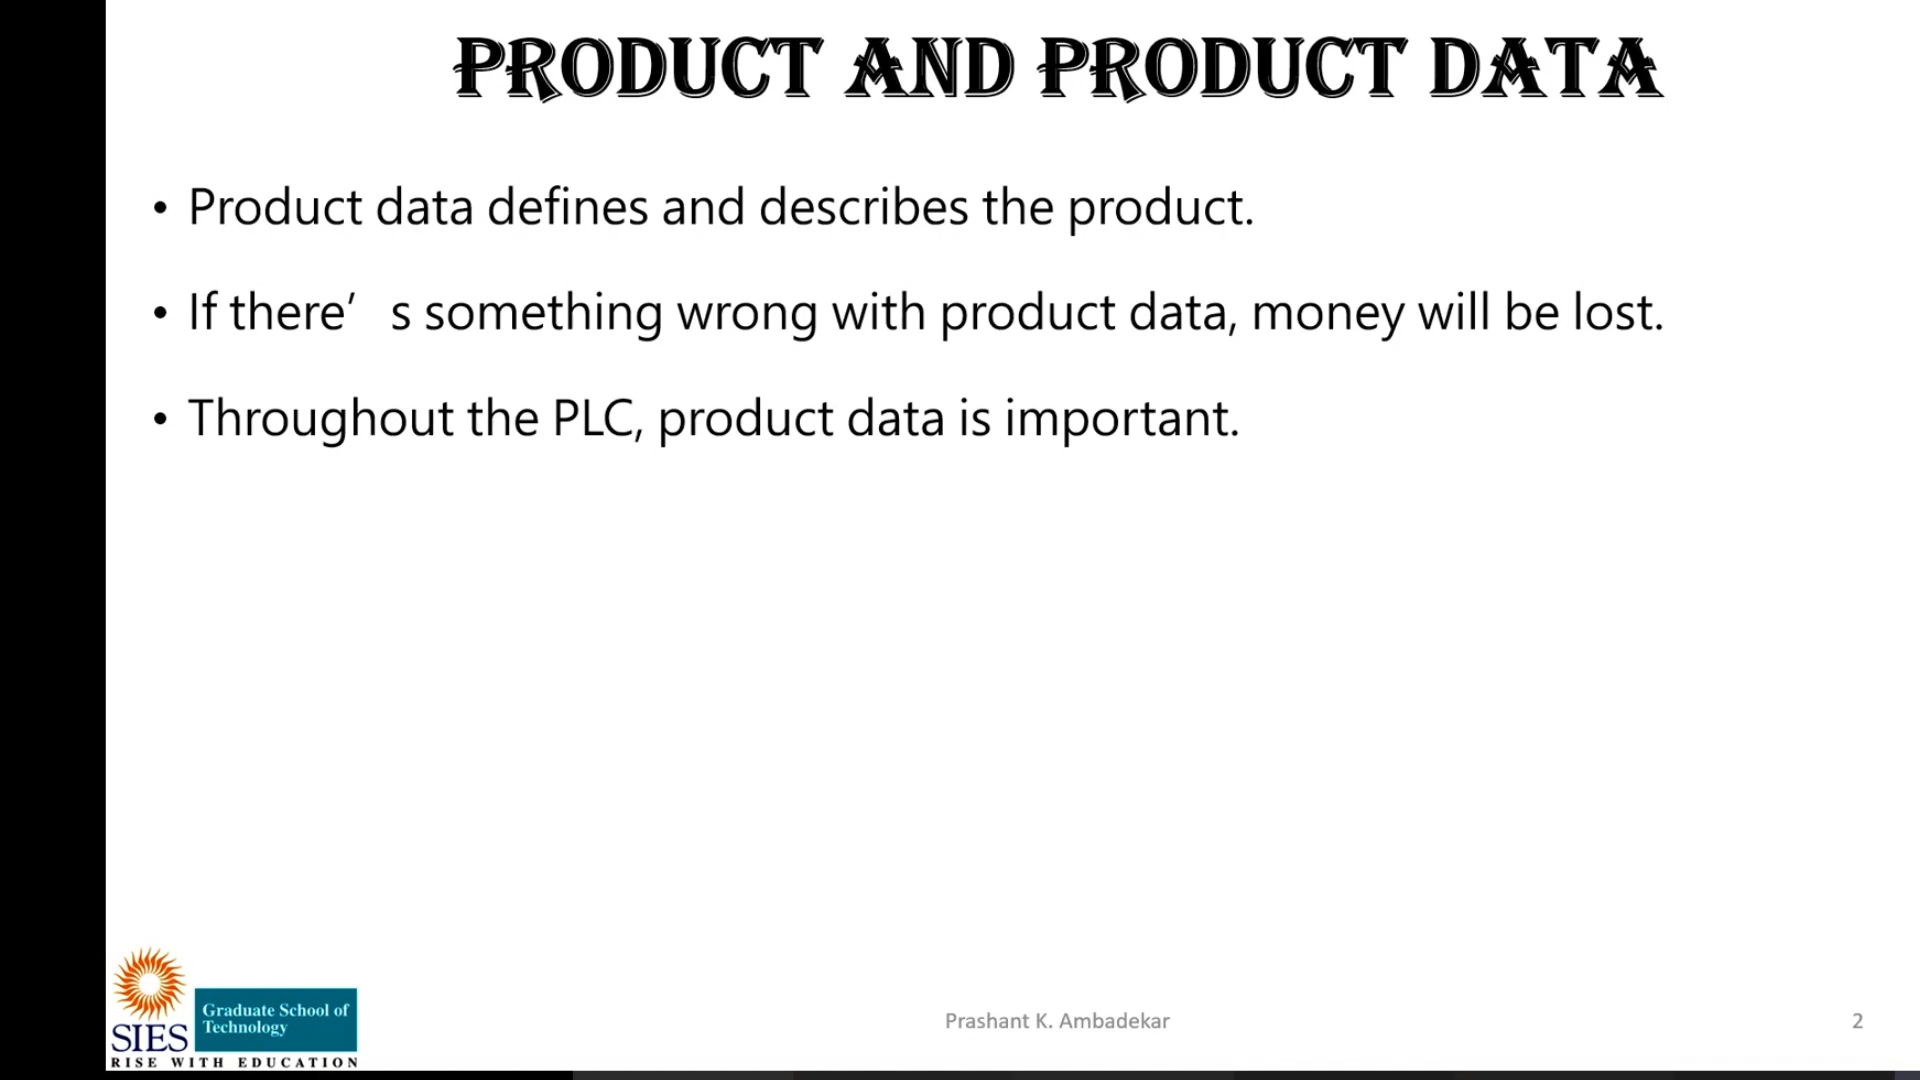 PRODUCT AND PRODUCT DATA
• Product data defines and describes the product.
• If there’ s something wrong with product data, money will be lost.
• Throughout the PLC, product data is important.
Graduate School of
Technology
SIES
RISE WITH EDUCATION
Prashant K. Ambadekar
2